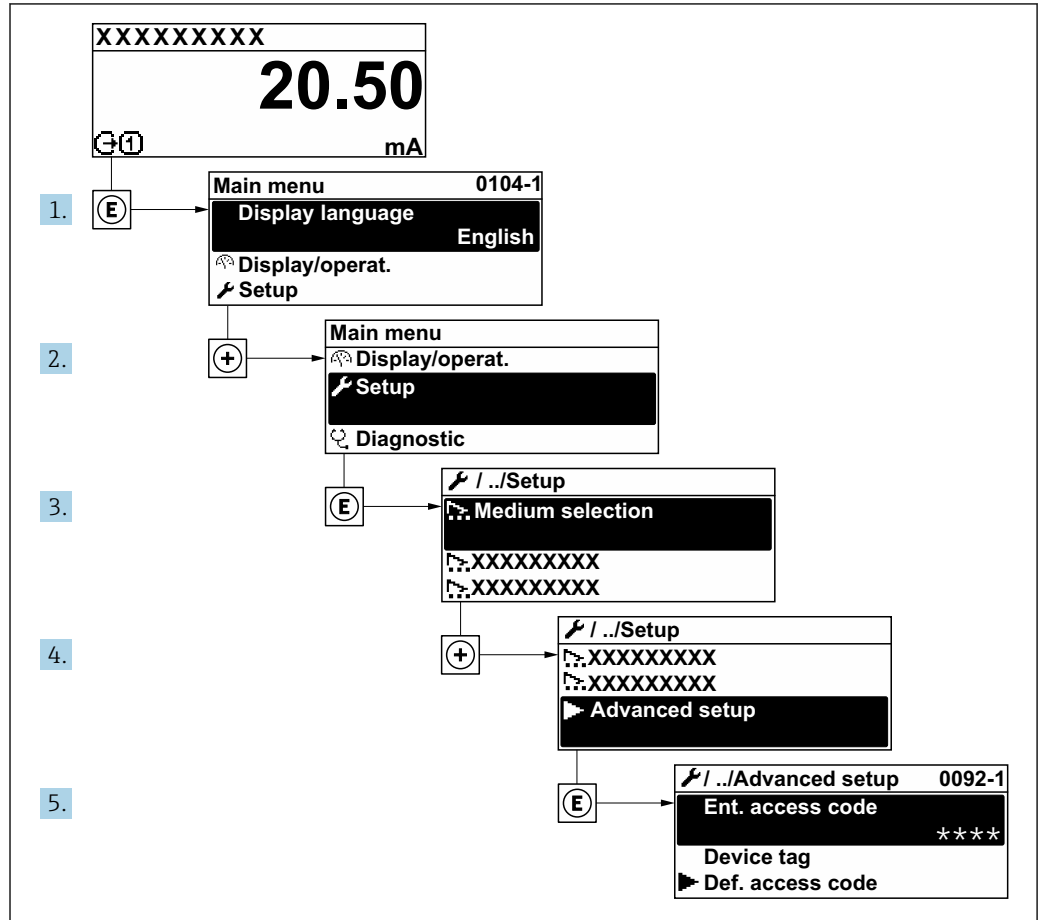 XXXXXXXXX
20.50
1 mA
1. E
Main menu 0104-1
Display language
English
Display/operat.
Setup
2. +
Main menu
Display/operat.
Setup
Diagnostic
3. E
/ ../Setup
Medium selection
XXXXXXXXX
XXXXXXXXX
4. +
/ ../Setup
XXXXXXXXX
XXXXXXXXX
Advanced setup
5. E
/ ../Advanced setup 0092-1
Ent. access code
****
Device tag
Def. access code